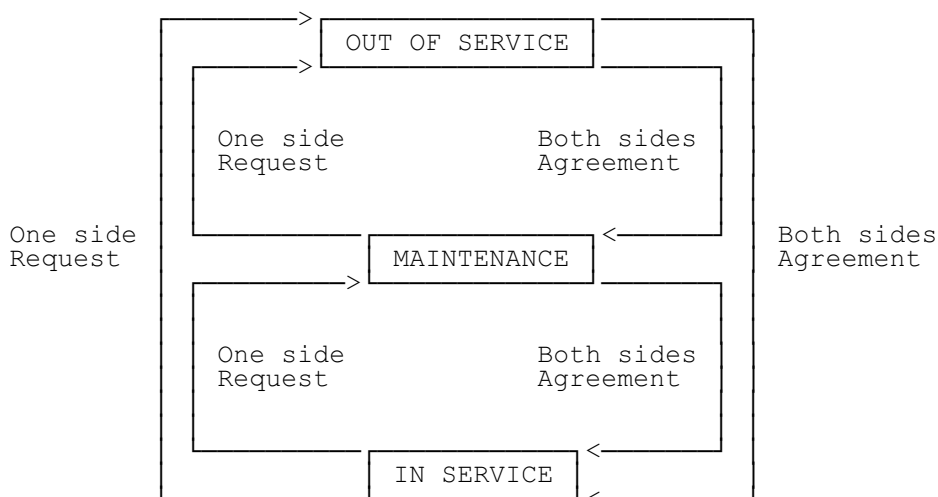 OUT OF SERVICE
One side Both sides
Request Agreement
One side Both sides
Request MAINTENANCE Agreement
One side Both sides
Request Agreement
IN SERVICE